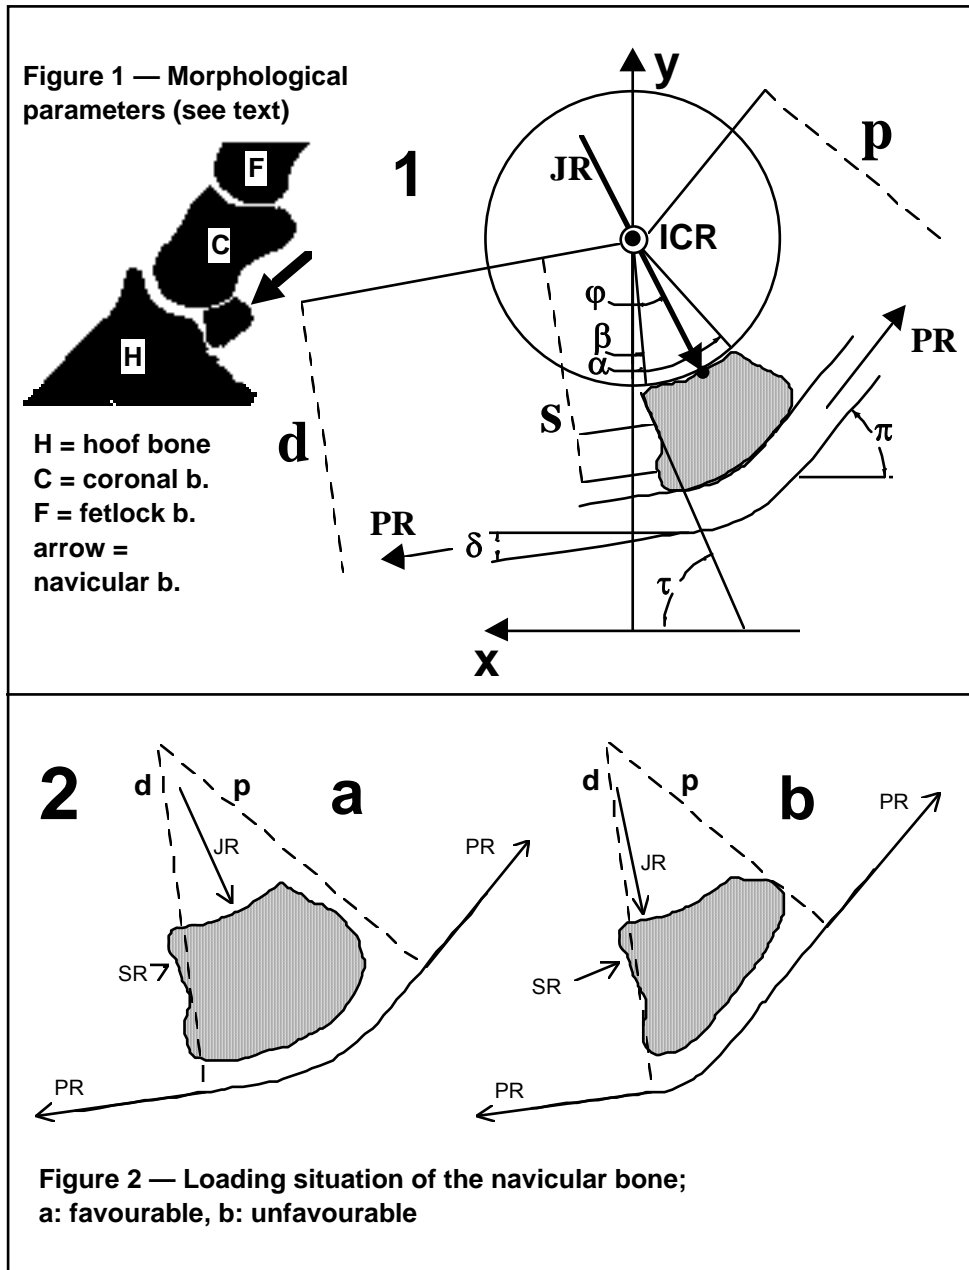 Figure 1 — Morphological
parameters (see text)
F
C
H
H = hoof bone
C = coronal b.
F = fetlock b.
arrow =
navicular b.
1
y
p
JR
ICR
φ
β
α
PR
S
d
π
PR
δ
τ
x
2
d
p
a
JR
PR
SR
PR
d
p
b
PR
JR
SR
PR
Figure 2 — Loading situation of the navicular bone;
a: favourable, b: unfavourable